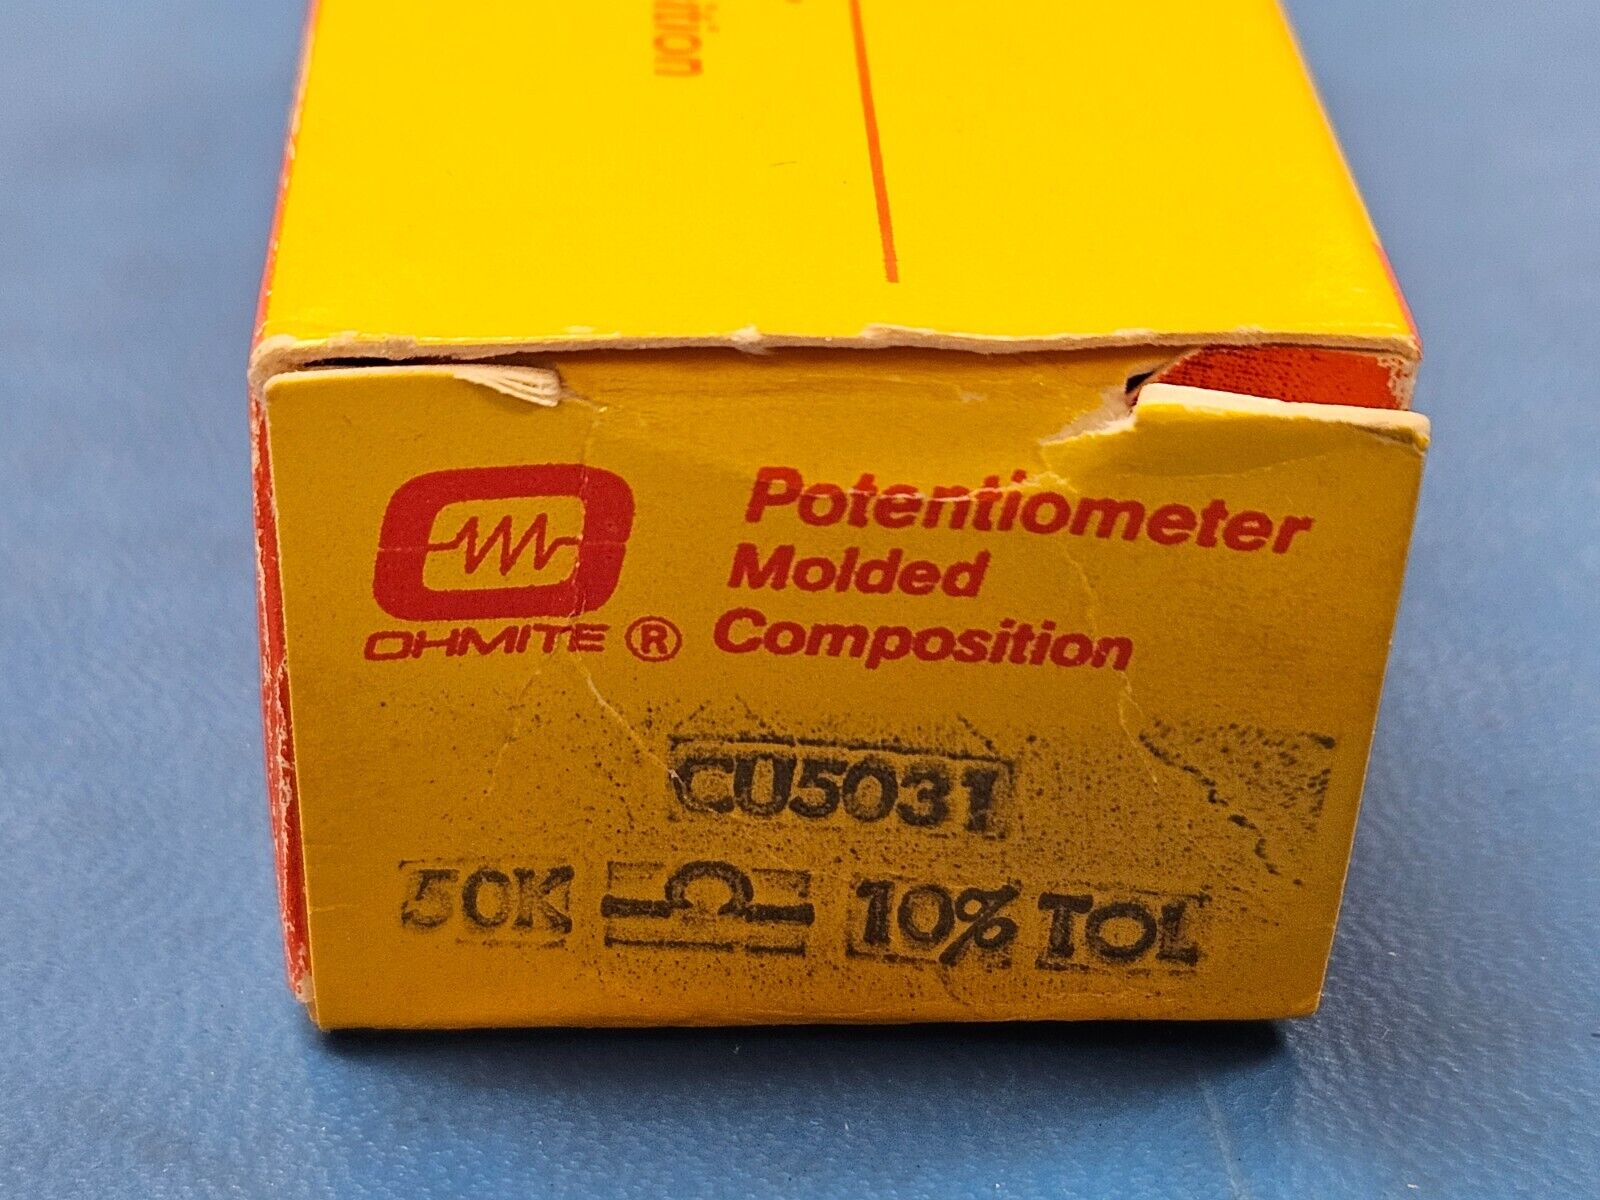 Potentiometer
Molded
Composition
OHMITE ®
CU5031
50K Ω 10% TOL